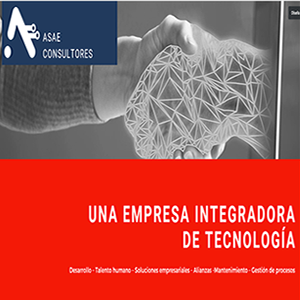 ASAE
CONSULTORES
UNA EMPRESA INTEGRADORA
DE TECNOLOGÍA
Desarrollo - Talento humano - Soluciones empresariales - Alianzas -Mantenimiento - Gestión de procesos